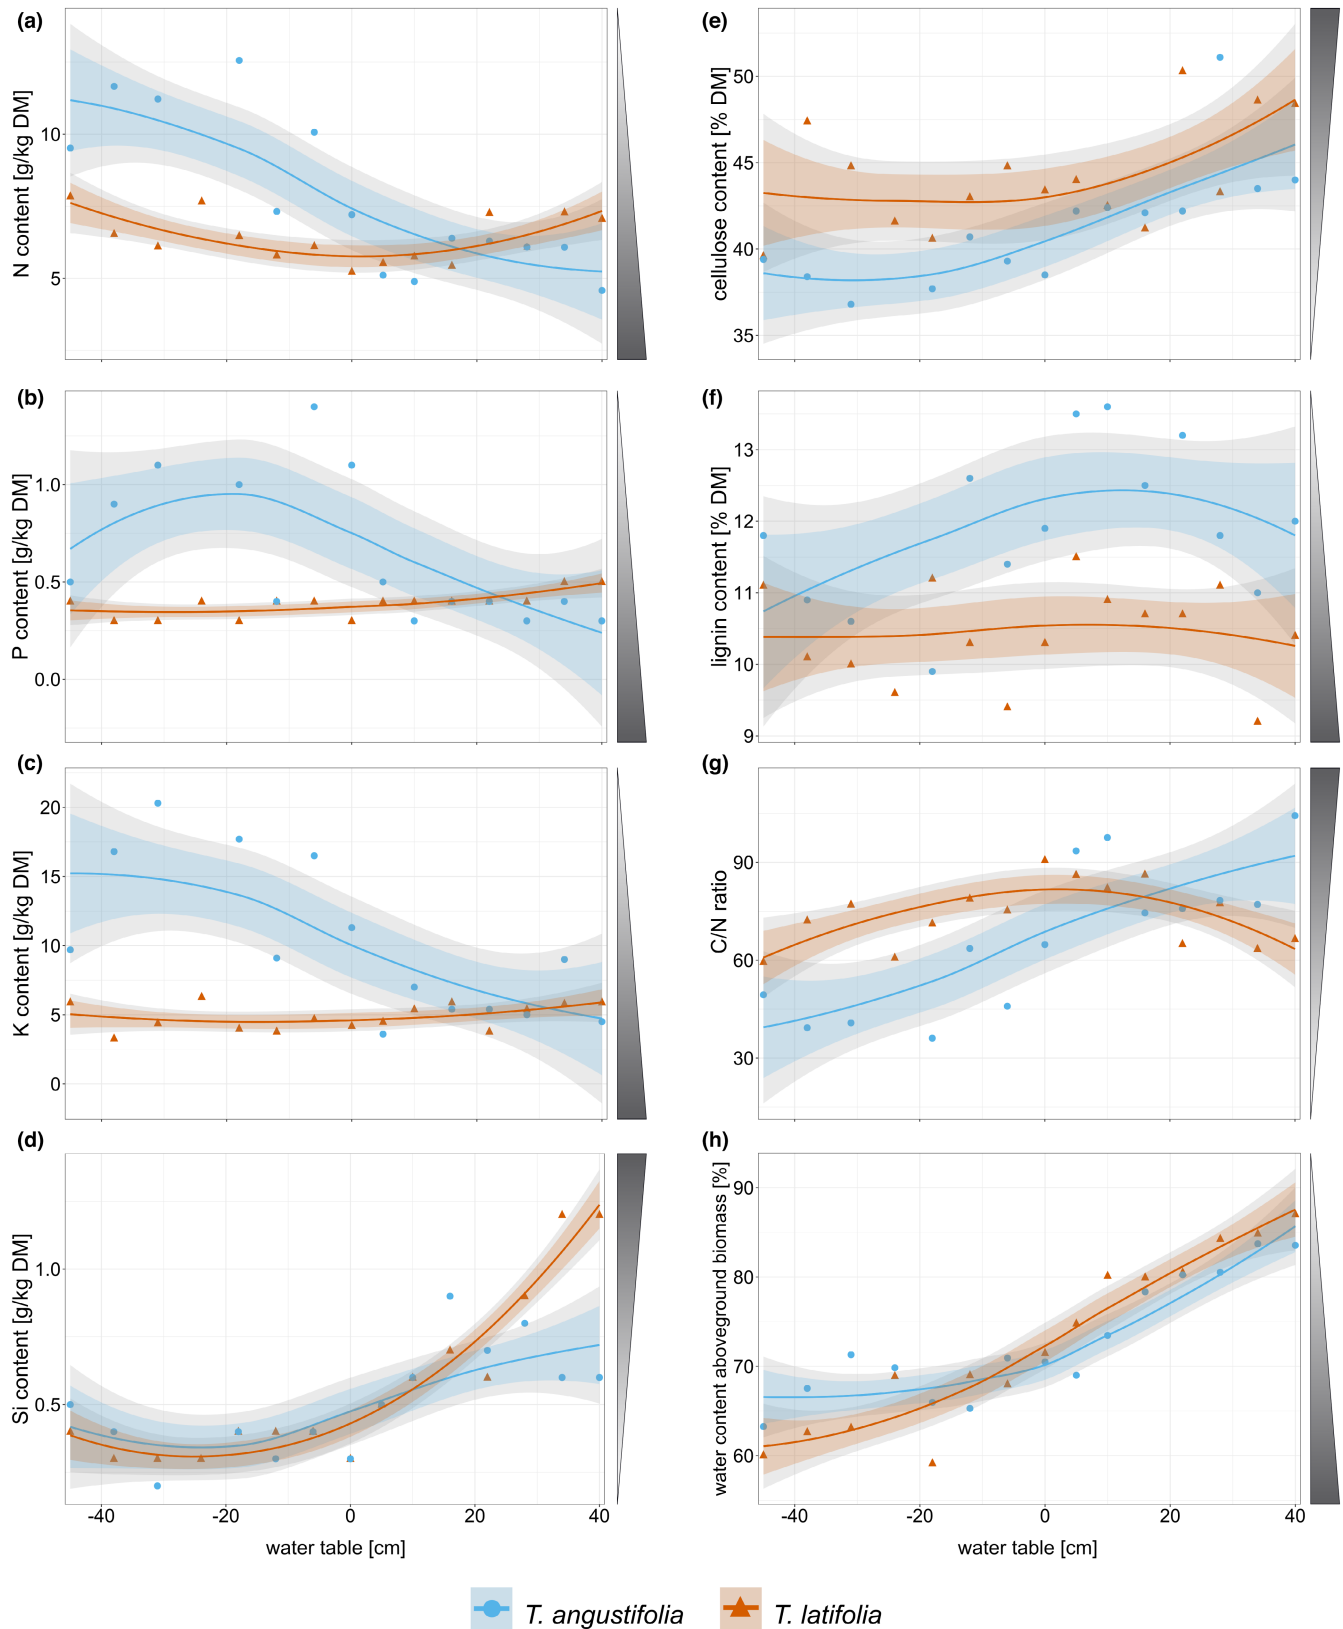 (a)
N content [g/kg DM]
10
5
(b)
P content [g/kg DM]
1.0
0.5
0.0
(c)
K content [g/kg DM]
20
15
10
5
0
(d)
Si content [g/kg DM]
1.0
0.5
-40 -20 0 20 40
water table [cm]
(e)
cellulose content [% DM]
50
45
40
35
(f)
lignin content [% DM]
13
12
11
10
9
(g)
C/N ratio
90
60
30
(h)
water content aboveground biomass [%]
90
80
70
60
-40 -20 0 20 40
water table [cm]
T. angustifolia T. latifolia